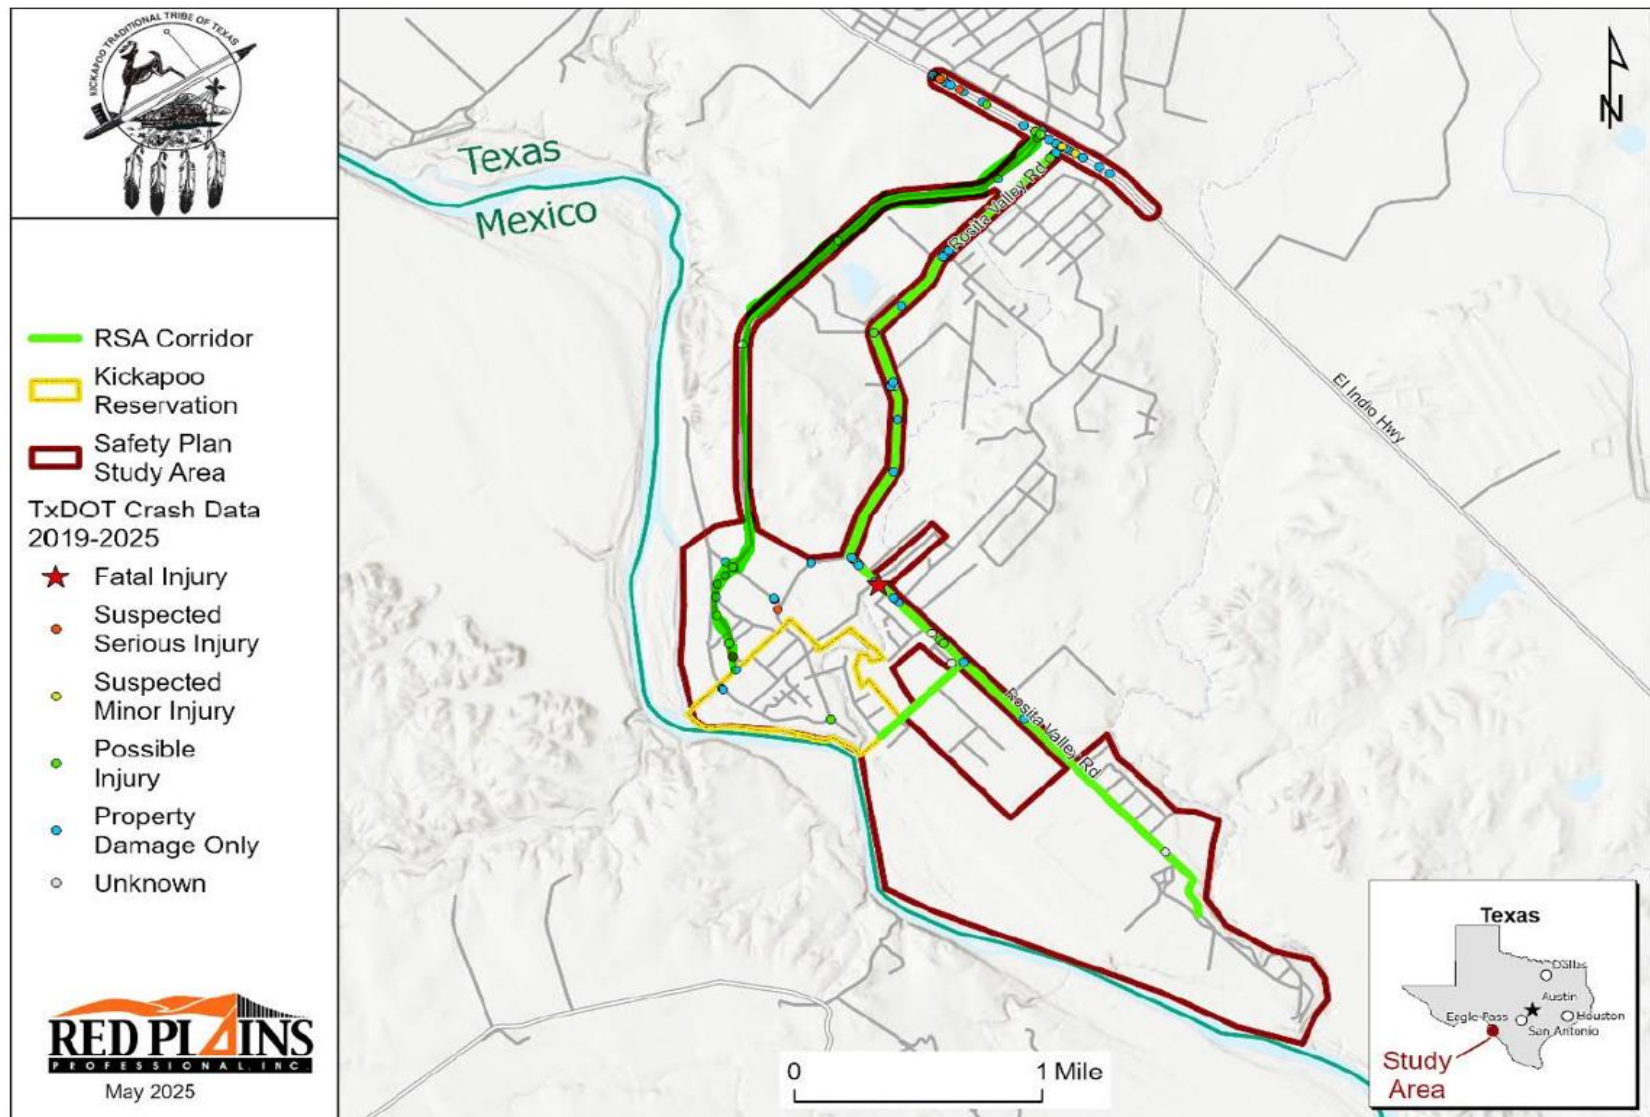 KICKAPOO TRADITIONAL TRIBE OF TEXAS
RSA Corridor
Kickapoo
Reservation
Safety Plan
Study Area
TxDOT Crash Data
2019-2025
Fatal Injury
Suspected
Serious Injury
Suspected
Minor Injury
Possible
Injury
Property
Damage Only
Unknown
RED PLAINS
PROFESSIONAL, INC.
May 2025
Texas
Mexico
N
Rosita Valley Rd
El Indio Hwy
Rosita Valley Rd
0 1 Mile
Texas
Dallas
Austin
Eagle Pass
Houston
San Antonio
Study
Area